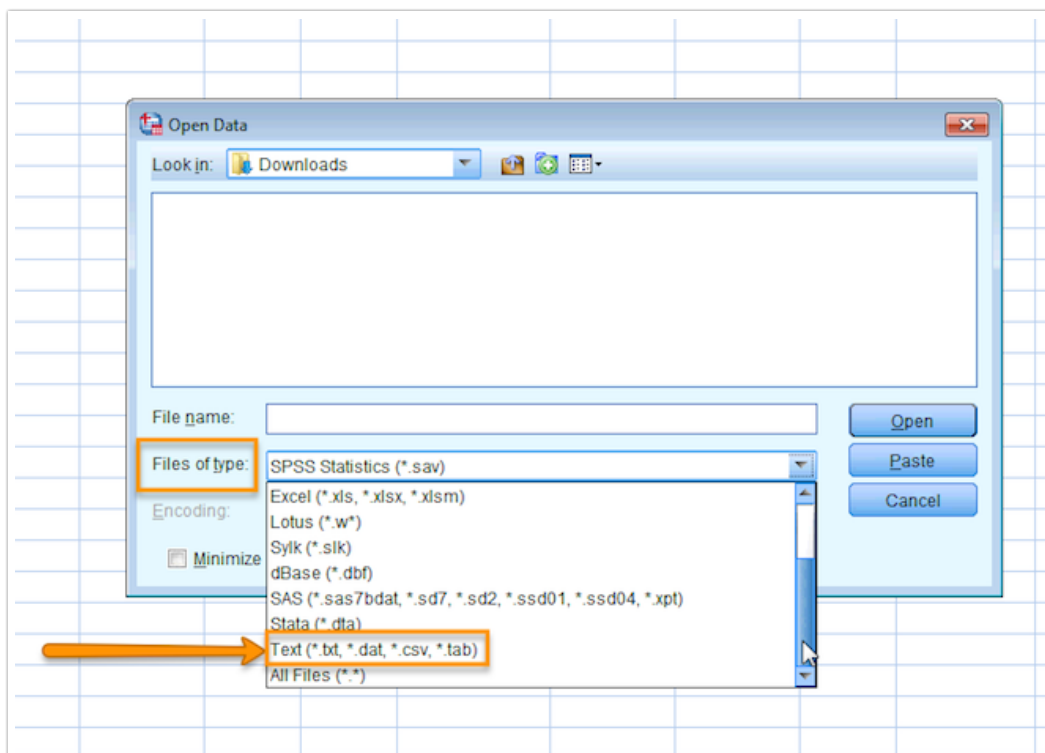 Open Data
Look in: Downloads
File name:
Open
Files of type: SPSS Statistics (*.sav)
Paste
Excel (*.xls, *.xlsx, *.xlsm)
Cancel
Encoding:
Lotus (*.w*)
Sylk (*.slk)
Minimize
dBase (*.dbf)
SAS (*.sas7bdat, *.sd7, *.sd2, *.ssd01, *.ssd04, *.xpt)
Stata (*.dta)
Text (*.txt, *.dat, *.csv, *.tab)
All Files (*.*)